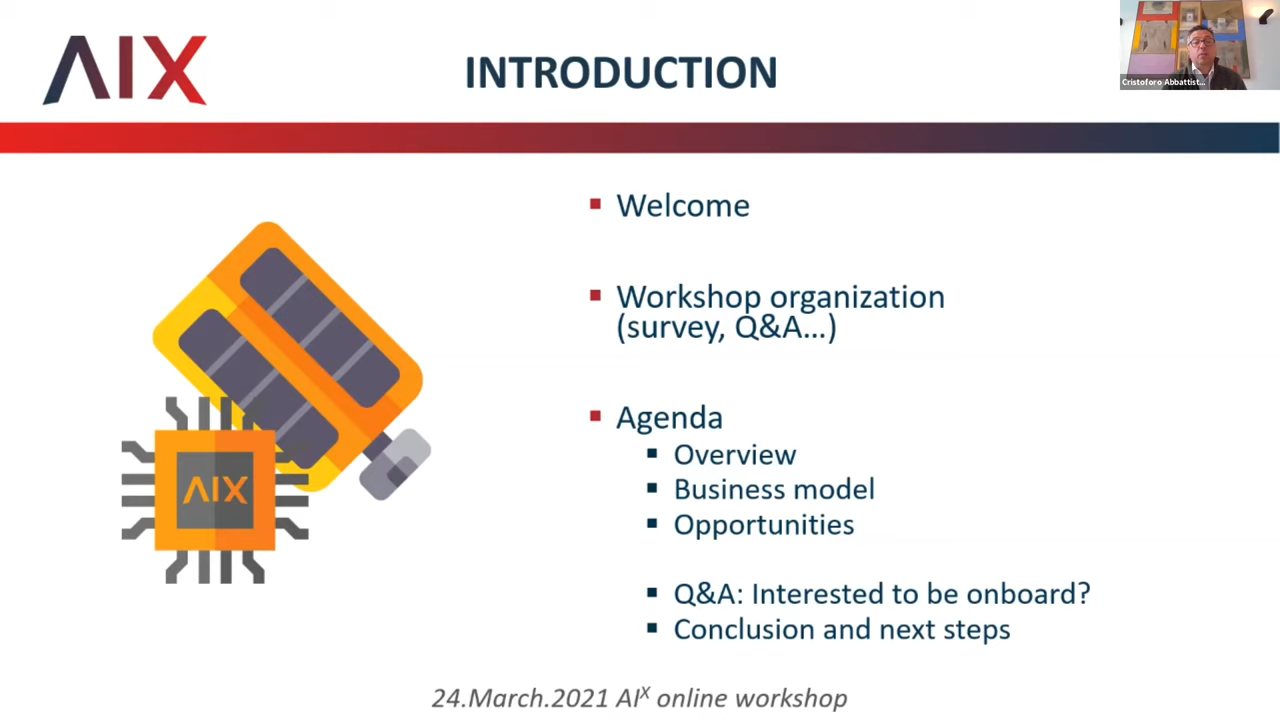 AIX
INTRODUCTION
Cristoforo Abbattist...
Welcome
Workshop organization
(survey, Q&A...)
Agenda
Overview
Business model
Opportunities
AIX
Q&A: Interested to be onboard?
Conclusion and next steps
24.March.2021 AIX online workshop